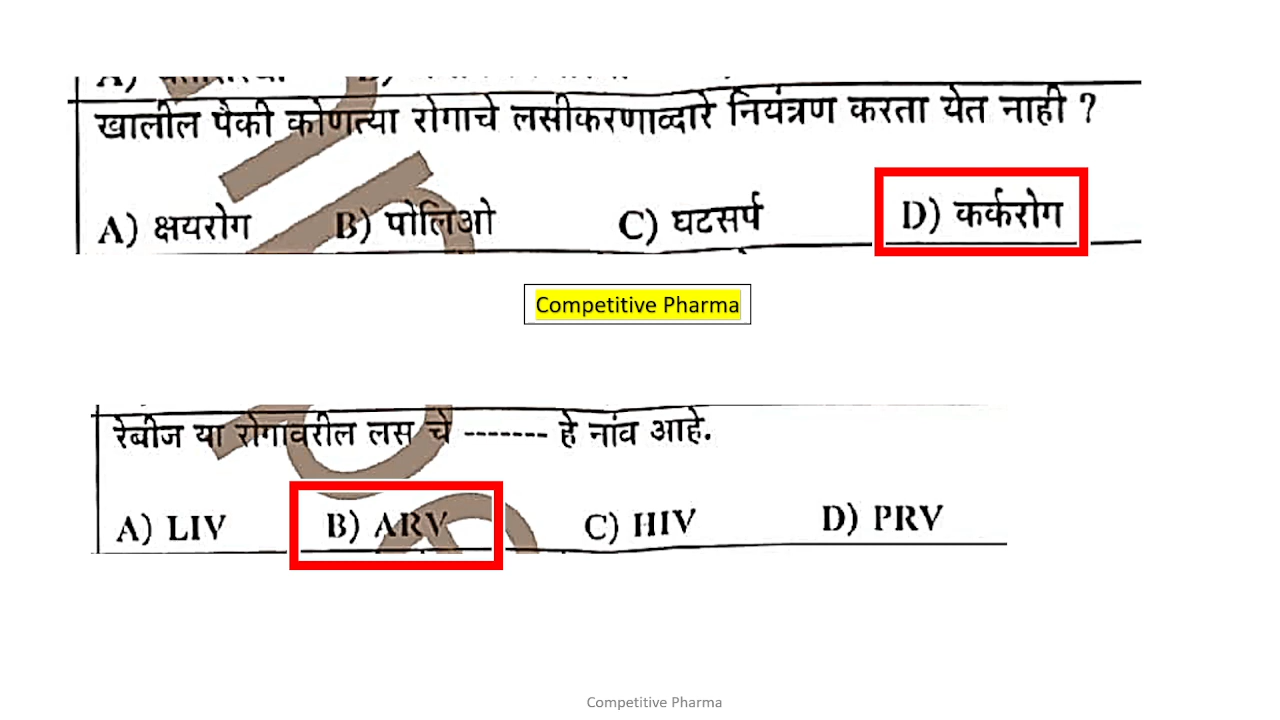 खालील पैकी कोणत्या रोगाचे लसीकरणाव्दारे नियंत्रण करता येत नाही ?
A) क्षयरोग B) पोलिओ C) घटसर्प D) कर्करोग
Competitive Pharma
रेबीज या रोगावरील लस चे ------- हे नांव आहे.
A) LIV B) ARV C) HIV D) PRV
Competitive Pharma